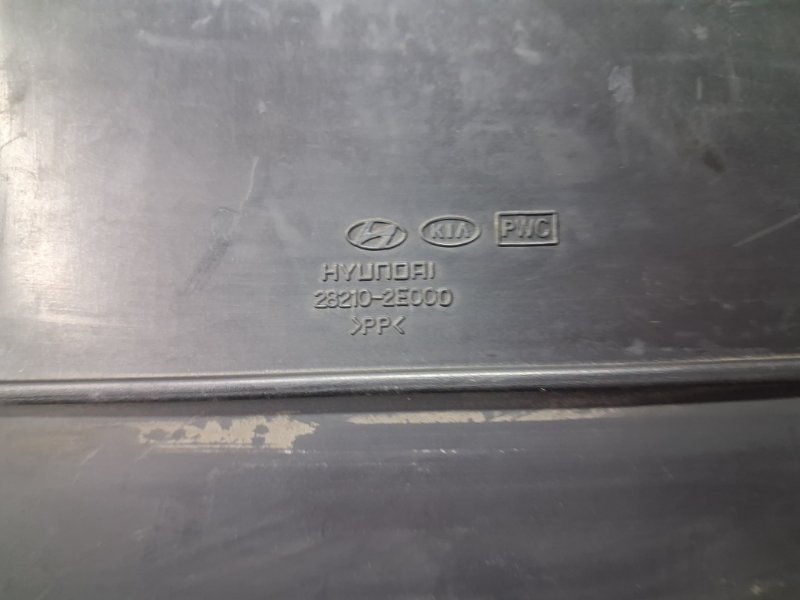 KIA PWC
HYUNDAI
28210-2E000
>PP<